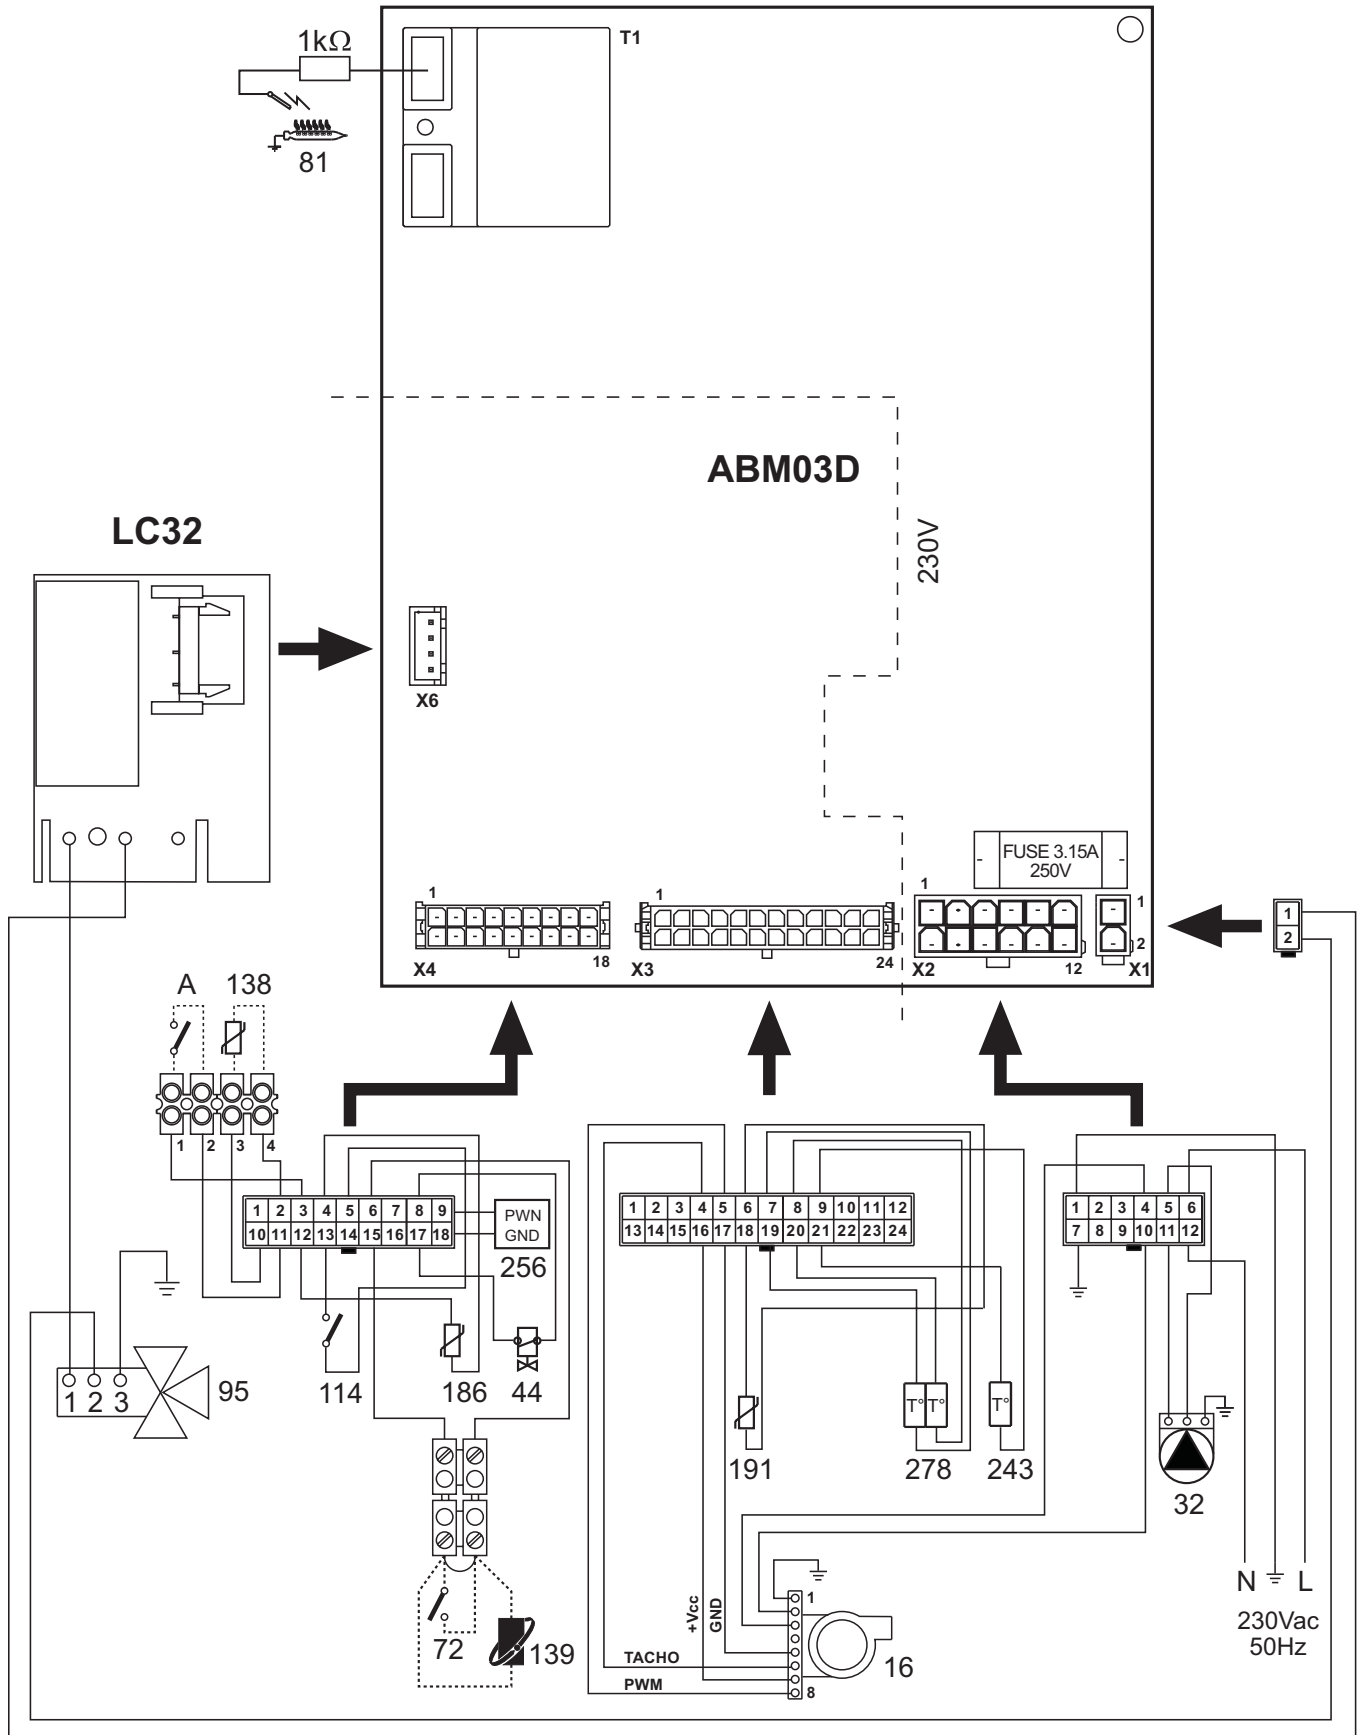 1kΩ
T1
81
ABM03D
230V
LC32
X6
FUSE 3.15A
250V
1
1
1
1
2
18
24
12
X4
X3
X2
X1
1
2
A
138
1
2
3
4
1 2 3 4 5 6 7 8 9
10 11 12 13 14 15 16 17 18
PWN
GND
256
1 2 3 4 5 6 7 8 9 10 11 12
13 14 15 16 17 18 19 20 21 22 23 24
1 2 3 4 5 6
7 8 9 10 11 12
1 2 3
95
114
186
44
191
278
T°
T°
T°
243
32
72
139
+Vcc
GND
TACHO
PWM
1
8
16
N
L
230Vac
50Hz